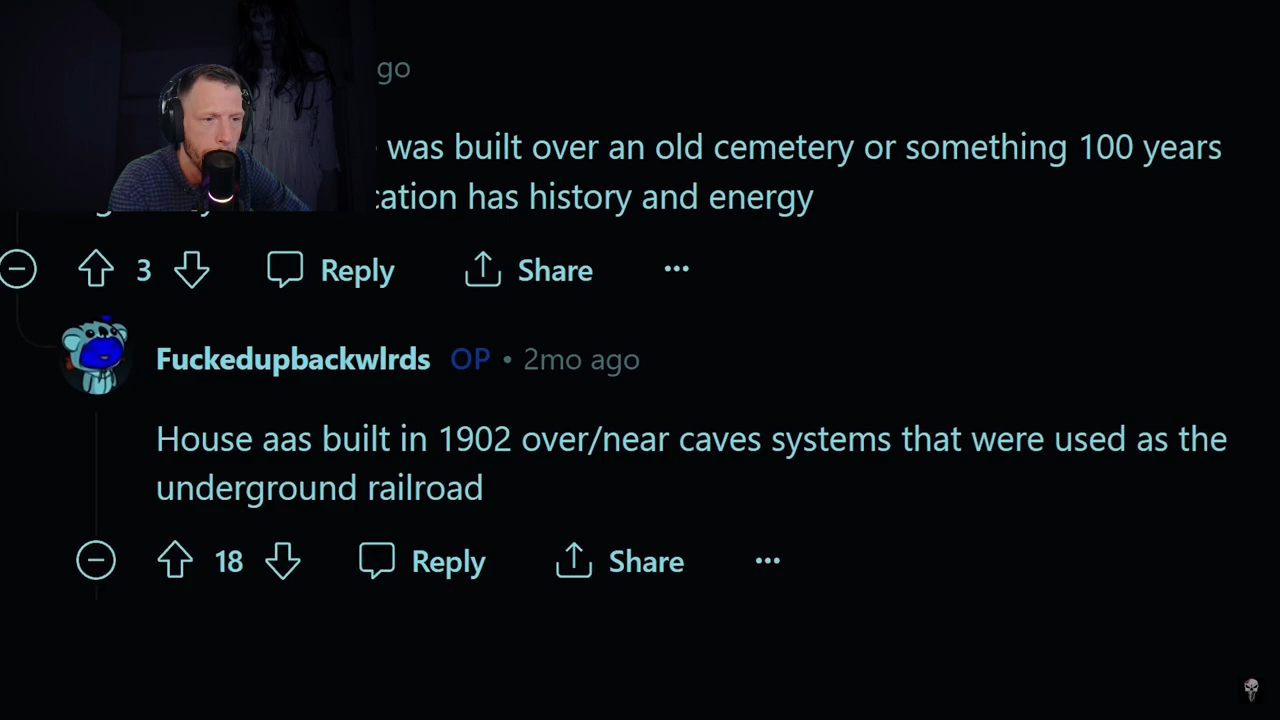 go
was built over an old cemetery or something 100 years
cation has history and energy
3 Reply Share
Fuckedupbackwlrds OP • 2mo ago
House aas built in 1902 over/near caves systems that were used as the
underground railroad
18 Reply Share